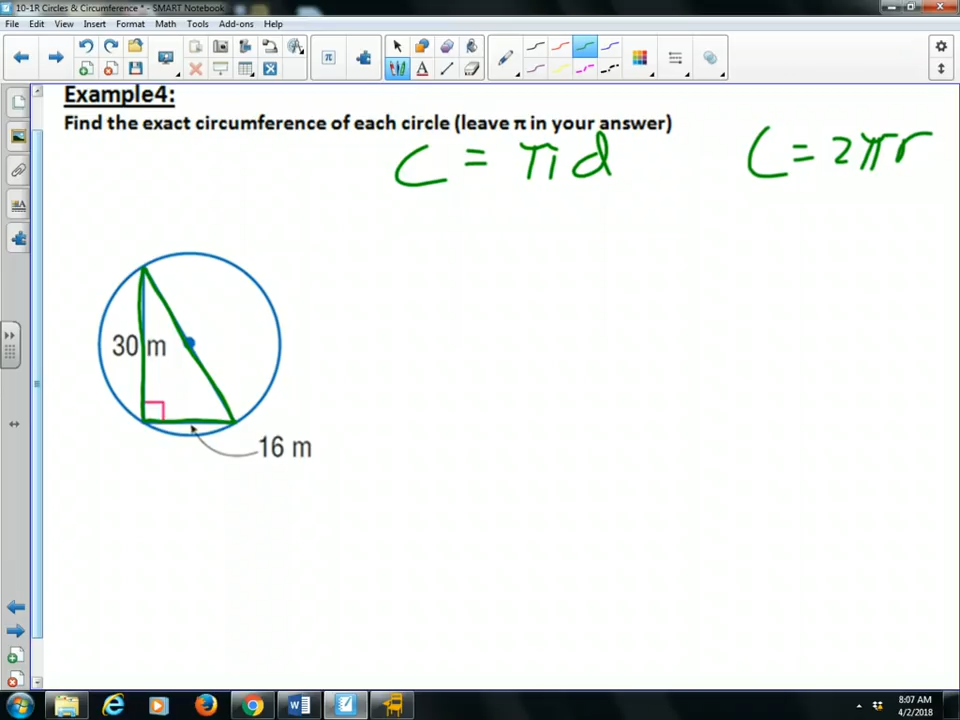 10-1R Circles & Circumference * - SMART Notebook
File Edit View Insert Format Math Tools Add-ons Help
Example4:
Find the exact circumference of each circle (leave π in your answer)
C = π d
C = 2πr
30 m
16 m
8:07 AM
4/2/2018